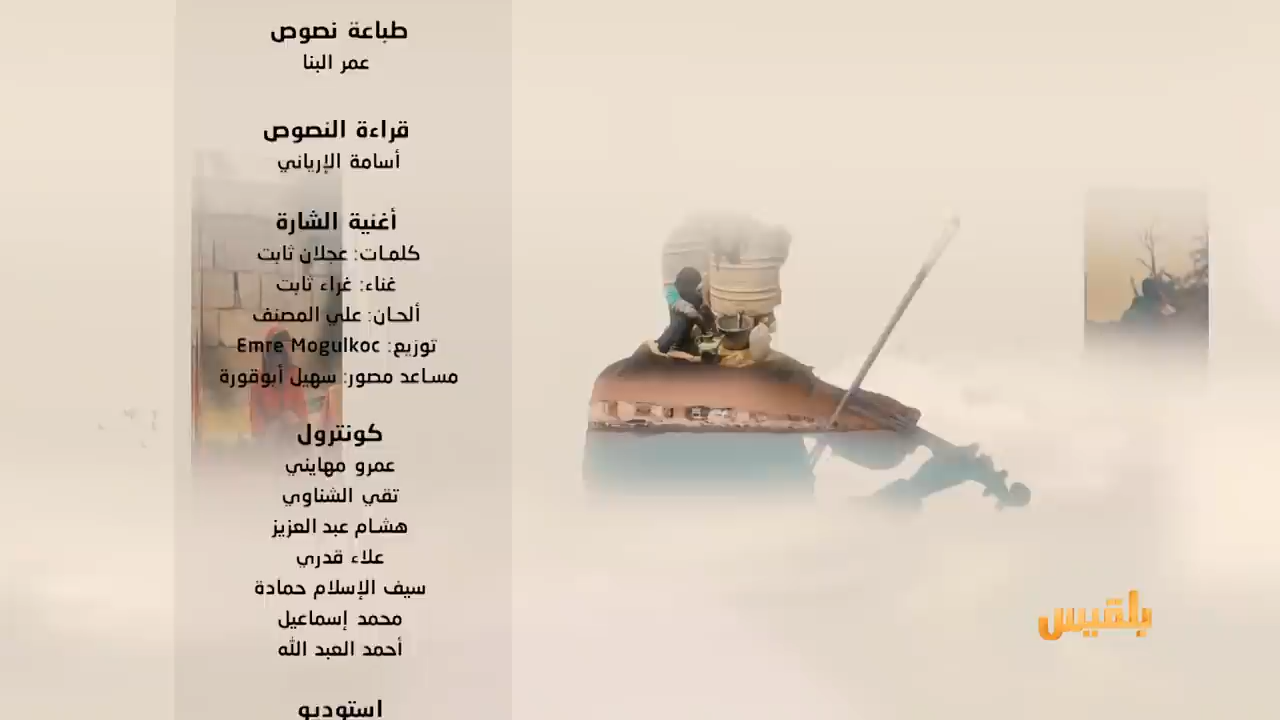 طباعة نصوص
عمر البنا
قراءة النصوص
أسامة الإرياني
أغنية الشارة
كلمات: عجلان ثابت
غناء: غراء ثابت
ألحان: علي المصنف
توزيع: Emre Mogulkoc
مساعد مصور: سهيل أبوقورة
كونترول
عمرو مهايني
تقي الشناوي
هشام عبد العزيز
علاء قدري
سيف الإسلام حمادة
محمد إسماعيل
أحمد العبد الله
استوديو
بلقيس